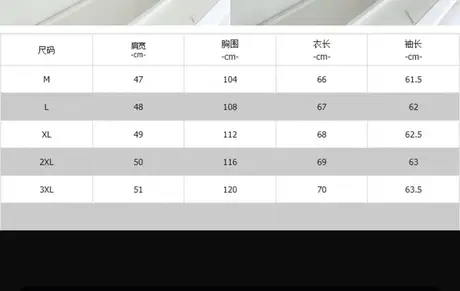 尺码 肩宽 胸围 衣长 袖长
-cm- -cm- -cm- -cm-
M 47 104 66 61.5
L 48 108 67 62
XL 49 112 68 62.5
2XL 50 116 69 63
3XL 51 120 70 63.5